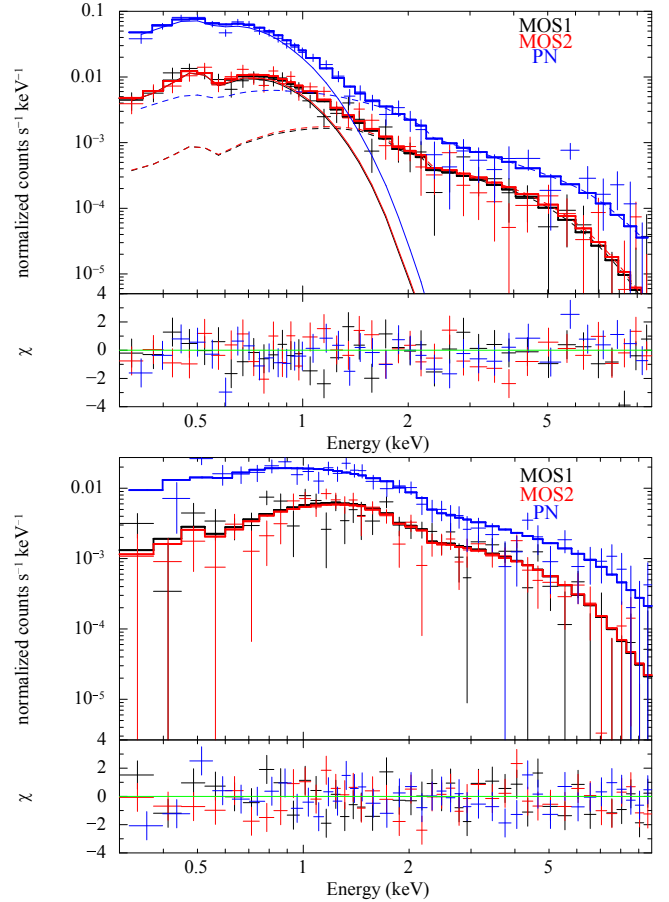 0.1
0.01
10⁻³
10⁻⁴
10⁻⁵
normalized counts s⁻¹ keV⁻¹
MOS1
MOS2
PN
4
2
0
−2
−4
χ
0.5
1
2
5
Energy (keV)
0.01
10⁻³
10⁻⁴
10⁻⁵
normalized counts s⁻¹ keV⁻¹
MOS1
MOS2
PN
4
2
0
−2
−4
χ
0.5
1
2
5
Energy (keV)